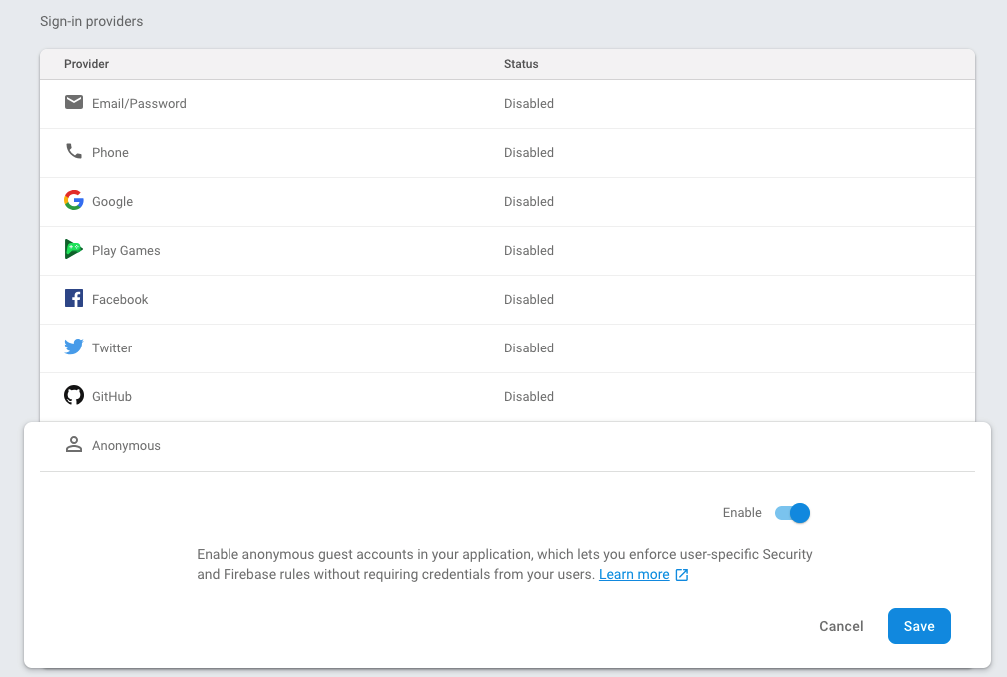 Sign-in providers
Provider Status
Email/Password Disabled
Phone Disabled
Google Disabled
Play Games Disabled
Facebook Disabled
Twitter Disabled
GitHub Disabled
Anonymous
Enable
Enable anonymous guest accounts in your application, which lets you enforce user-specific Security
and Firebase rules without requiring credentials from your users. Learn more
Cancel Save